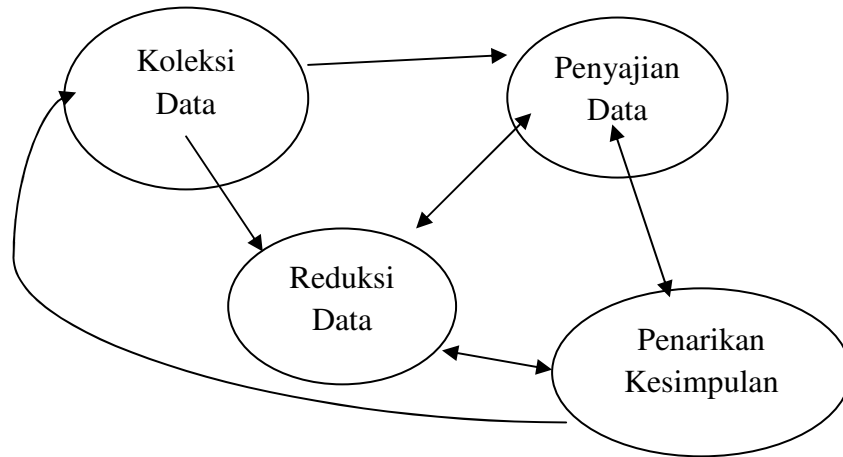 Koleksi
Data
Penyajian
Data
Reduksi
Data
Penarikan
Kesimpulan